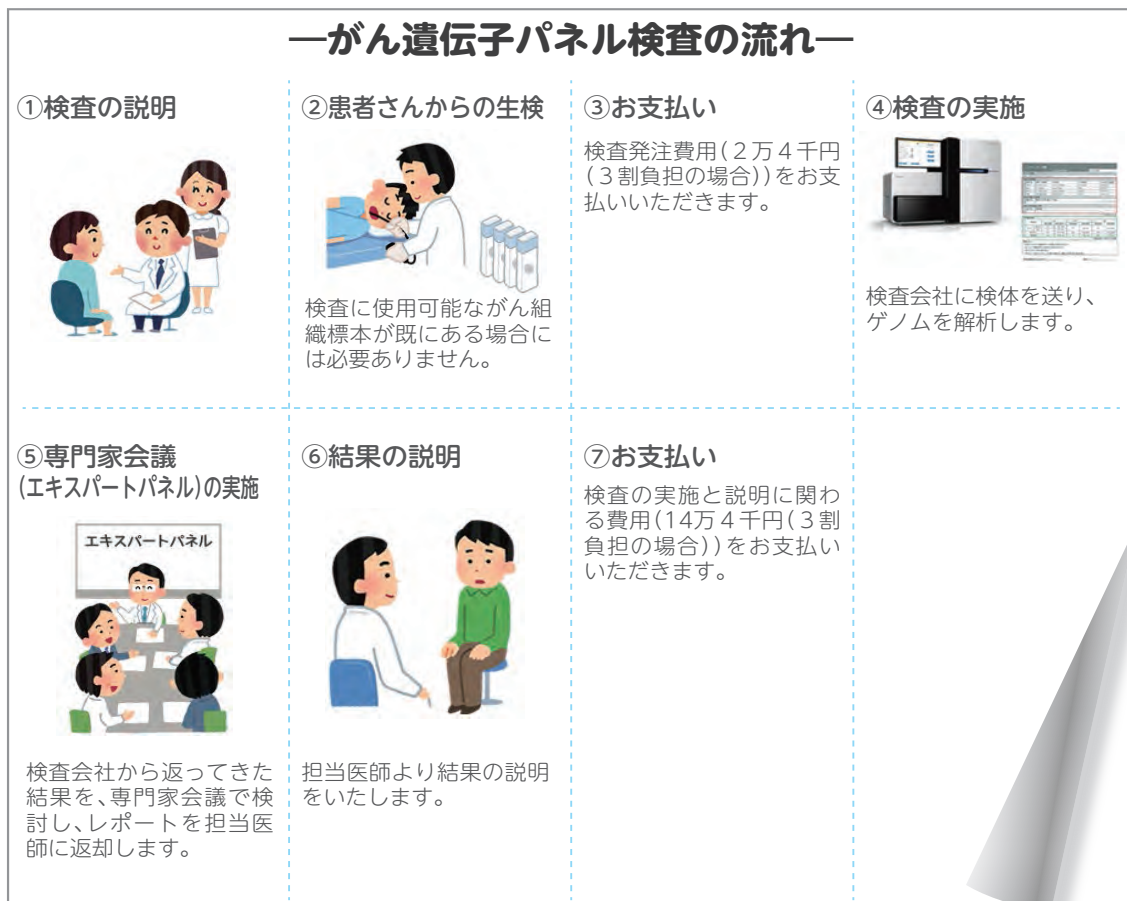 ―がん遺伝子パネル検査の流れ―
①検査の説明
②患者さんからの生検
検査に使用可能ながん組
織標本が既にある場合に
は必要ありません。
③お支払い
検査発注費用(２万４千円
(３割負担の場合))をお支
払いいただきます。
④検査の実施
検査会社に検体を送り、
ゲノムを解析します。
⑤専門家会議
(エキスパートパネル)の実施
エキスパートパネル
検査会社から返ってきた
結果を、専門家会議で検
討し、レポートを担当医
師に返却します。
⑥結果の説明
担当医師より結果の説明
をいたします。
⑦お支払い
検査の実施と説明に関わ
る費用(14万４千円(３割
負担の場合))をお支払い
いただきます。